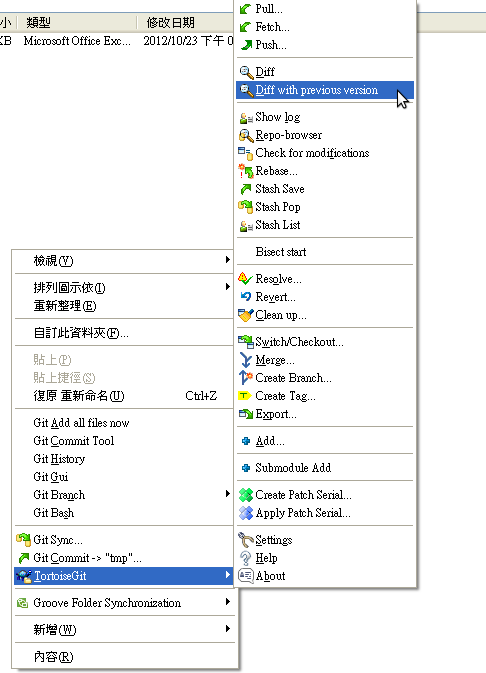 小 類型 修改日期
KB Microsoft Office Exc... 2012/10/23 下午 0
Pull...
Fetch...
Push...
Diff
Diff with previous version
Show log
Repo-browser
Check for modifications
Rebase...
Stash Save
Stash Pop
Stash List
Bisect start
Resolve...
Revert...
Clean up...
Switch/Checkout...
Merge...
Create Branch...
Create Tag...
Export...
Add...
Submodule Add
Create Patch Serial...
Apply Patch Serial...
Settings
Help
About
檢視(V)
排列圖示依(I)
重新整理(E)
自訂此資料夾(F)...
貼上(P)
貼上捷徑(S)
復原 重新命名(U) Ctrl+Z
Git Add all files now
Git Commit Tool
Git History
Git Gui
Git Branch
Git Bash
Git Sync...
Git Commit -> "tmp"...
TortoiseGit
Groove Folder Synchronization
新增(W)
內容(R)